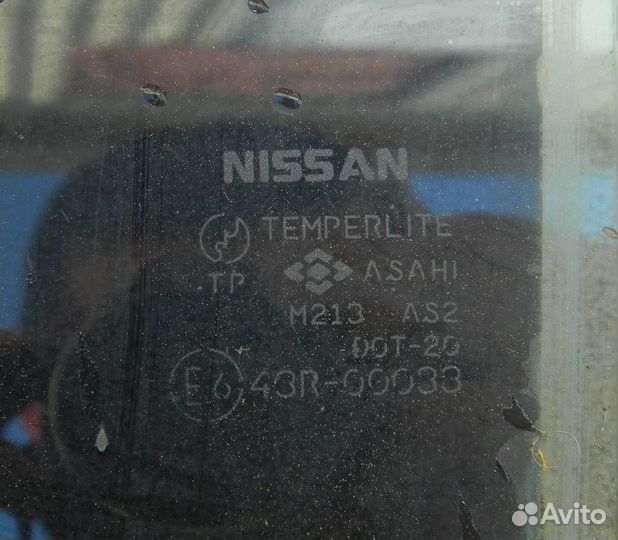 NISSAN
TEMPERLITE
TP ASAHI
M213 AS2
DOT-20
E6 43R-00033
Avito